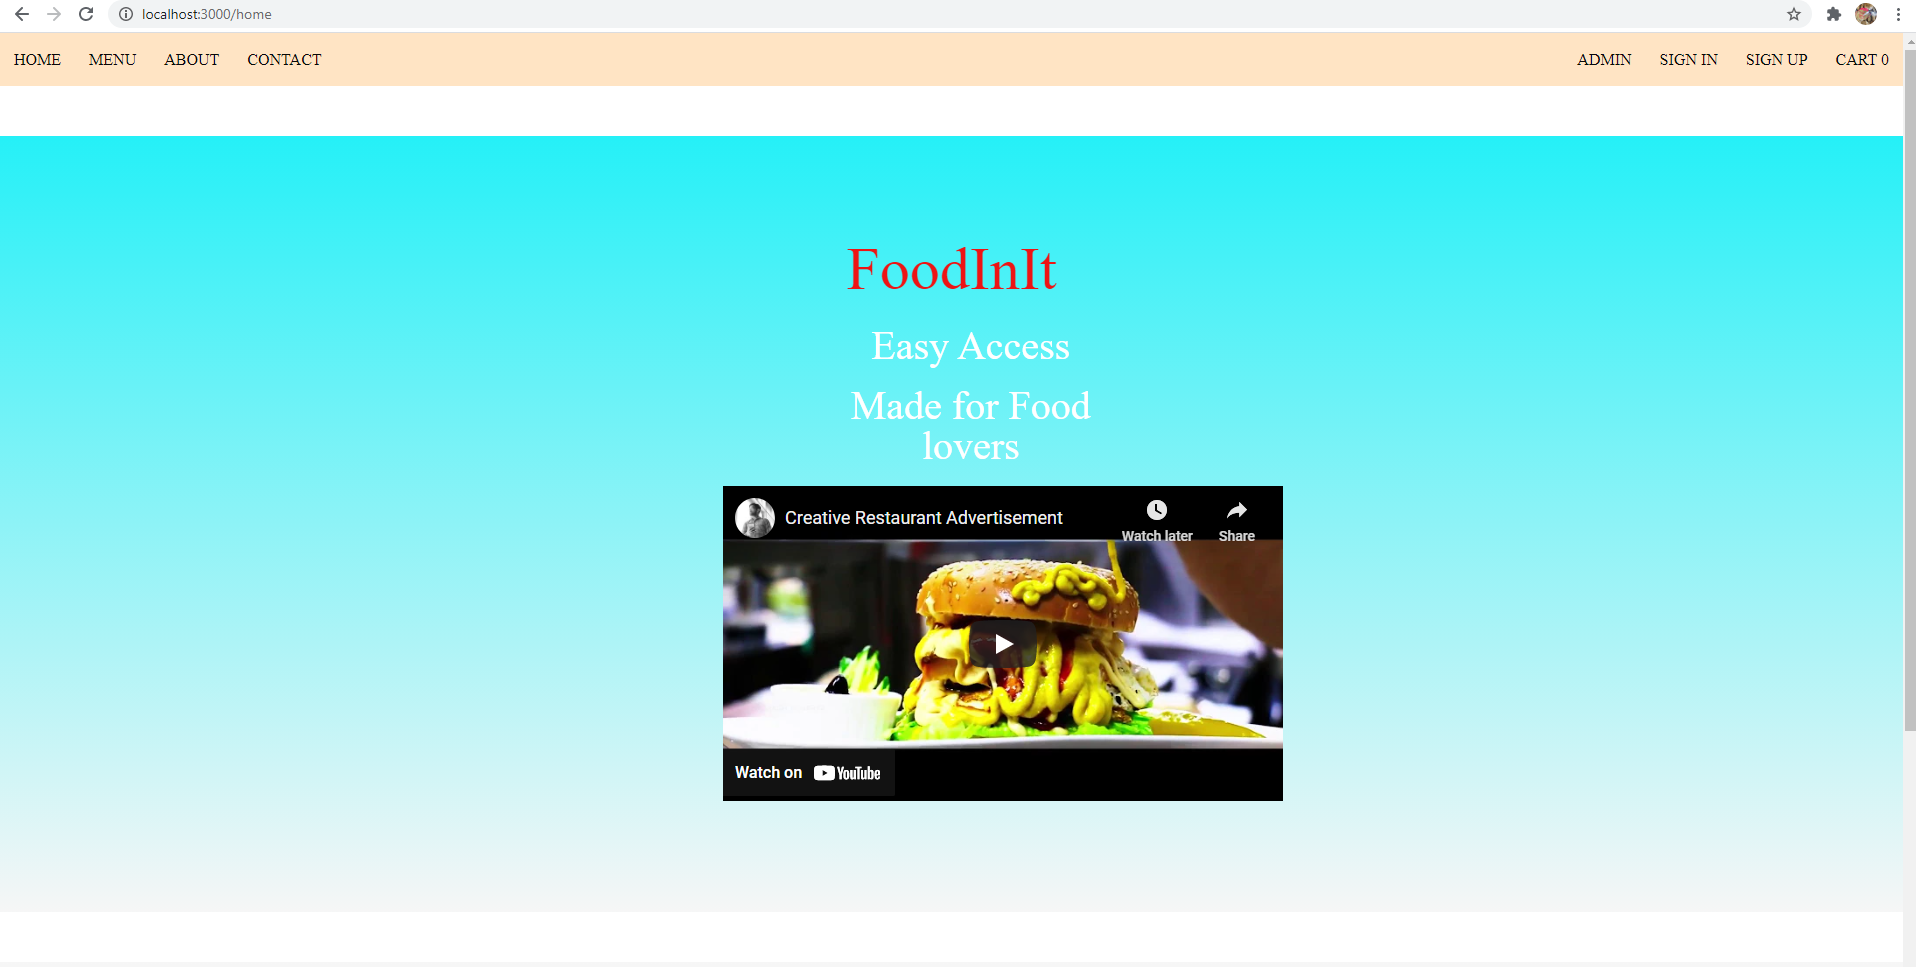 localhost:3000/home
HOME MENU ABOUT CONTACT ADMIN SIGN IN SIGN UP CART 0
FoodInIt
Easy Access
Made for Food
lovers
Creative Restaurant Advertisement
Watch later Share
Watch on YouTube